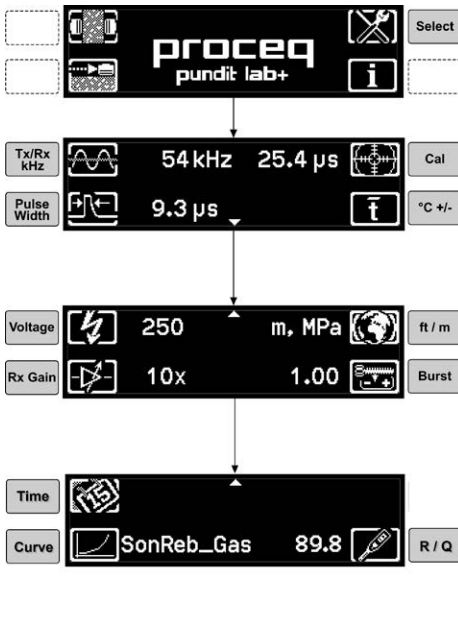 Select
proceq
pundit lab+
i
Tx/Rx
kHz
54 kHz 25.4 µs
Cal
Pulse
Width
9.3 µs
t̄
°C +/-
Voltage
250 m, MPa
ft / m
Rx Gain
10x 1.00
Burst
Time
15
Curve
SonReb_Gas 89.8
R / Q